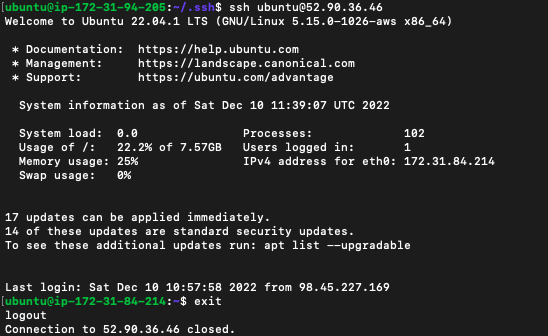 [ubuntu@ip-172-31-94-205:~/.ssh$ ssh ubuntu@52.90.36.46
Welcome to Ubuntu 22.04.1 LTS (GNU/Linux 5.15.0-1026-aws x86_64)
* Documentation:  https://help.ubuntu.com
* Management:     https://landscape.canonical.com
* Support:        https://ubuntu.com/advantage
System information as of Sat Dec 10 11:39:07 UTC 2022
System load:  0.0                Processes:             102
Usage of /:   22.2% of 7.57GB   Users logged in:       1
Memory usage: 25%                IPv4 address for eth0: 172.31.84.214
Swap usage:   0%
17 updates can be applied immediately.
14 of these updates are standard security updates.
To see these additional updates run: apt list --upgradable
Last login: Sat Dec 10 10:57:58 2022 from 98.45.227.169
[ubuntu@ip-172-31-84-214:~$ exit
logout
Connection to 52.90.36.46 closed.